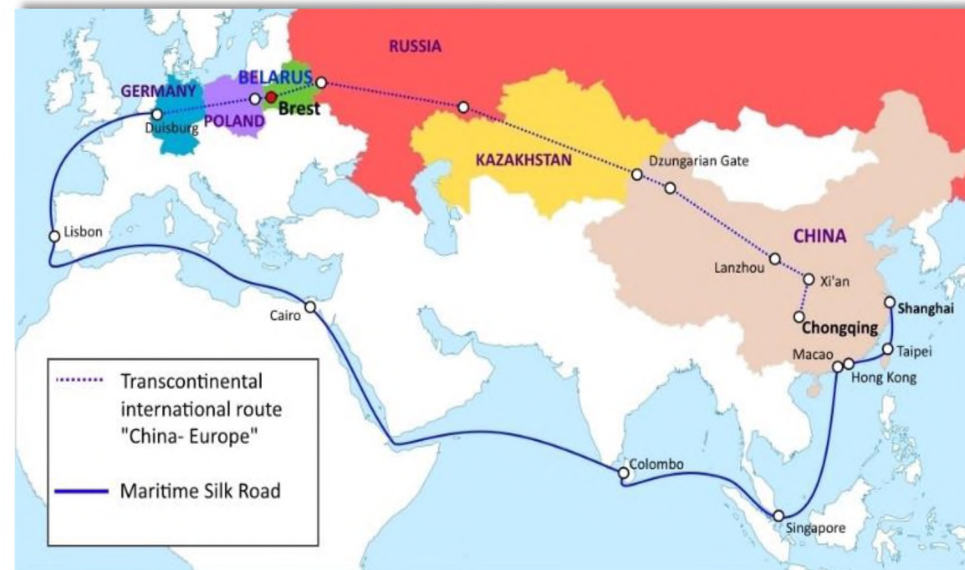 RUSSIA
BELARUS
GERMANY
Brest
POLAND
Duisburg
KAZAKHSTAN
Dzungarian Gate
Lisbon
CHINA
Lanzhou
Xi'an
Cairo
Shanghai
Chongqing
Macao
Taipei
Hong Kong
Transcontinental
international route
"China- Europe"
Maritime Silk Road
Colombo
Singapore